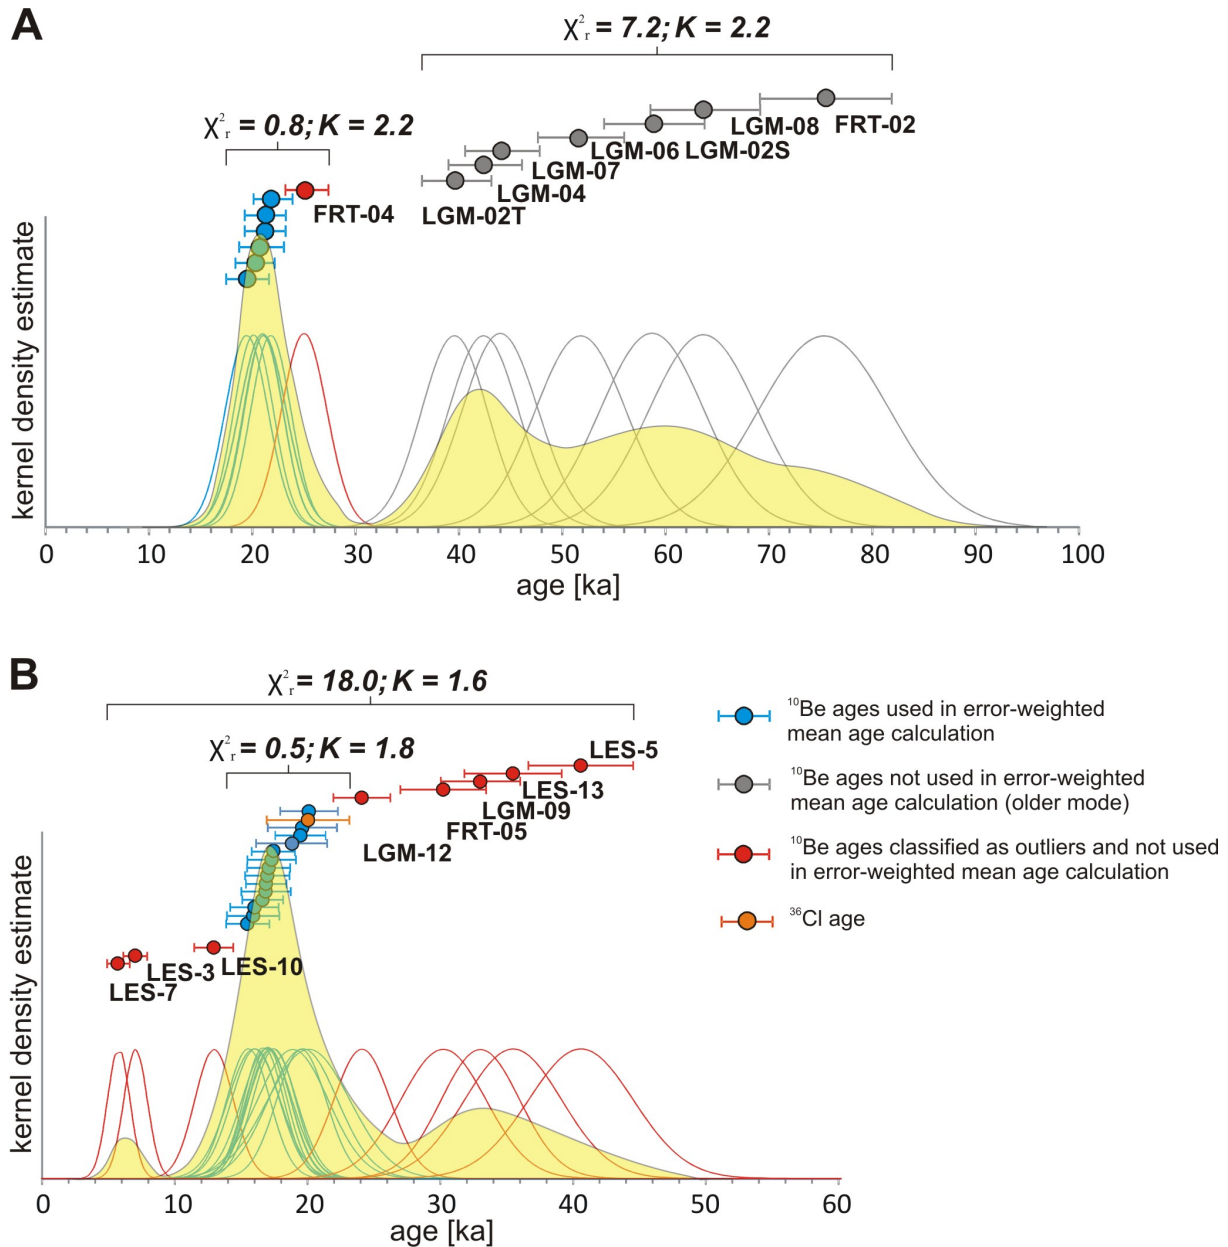 A
χ²r = 7.2; K = 2.2
χ²r = 0.8; K = 2.2
LGM-08 FRT-02
LGM-06 LGM-02S
LGM-07
LGM-04
FRT-04
LGM-02T
kernel density estimate
0 10 20 30 40 50 60 70 80 90 100
age [ka]
B
χ²r = 18.0; K = 1.6
χ²r = 0.5; K = 1.8
LES-5
LES-13
LGM-09
FRT-05
LGM-12
LES-10
LES-3
LES-7
kernel density estimate
0 10 20 30 40 50 60
age [ka]
¹⁰Be ages used in error-weighted
mean age calculation
¹⁰Be ages not used in error-weighted
mean age calculation (older mode)
¹⁰Be ages classified as outliers and not used
in error-weighted mean age calculation
³⁶Cl age